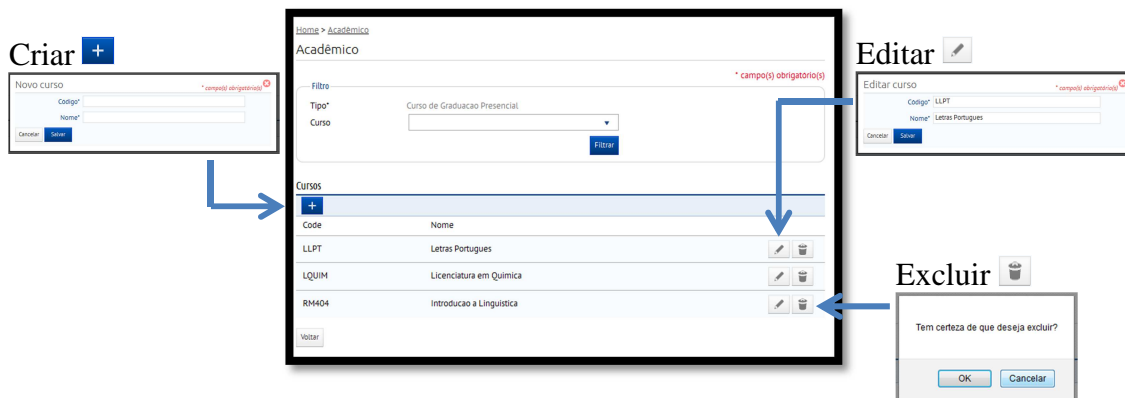 Criar
Novo curso
* campo(s) obrigatório(s)
Código*
Nome*
Cancelar Salvar
Home > Acadêmico
Acadêmico
* campo(s) obrigatório(s)
Filtro
Tipo* Curso de Graduacao Presencial
Curso
Filtrar
Cursos
+
Code Nome
LLPT Letras Portugues
LQUIM Licenciatura em Quimica
RM404 Introducao a Linguistica
Voltar
Editar
Editar curso
* campo(s) obrigatório(s)
Código* LLPT
Nome* Letras Portugues
Cancelar Salvar
Excluir
Tem certeza de que deseja excluir?
OK Cancelar